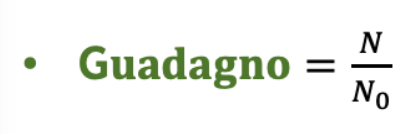 • Guadagno = N/N₀